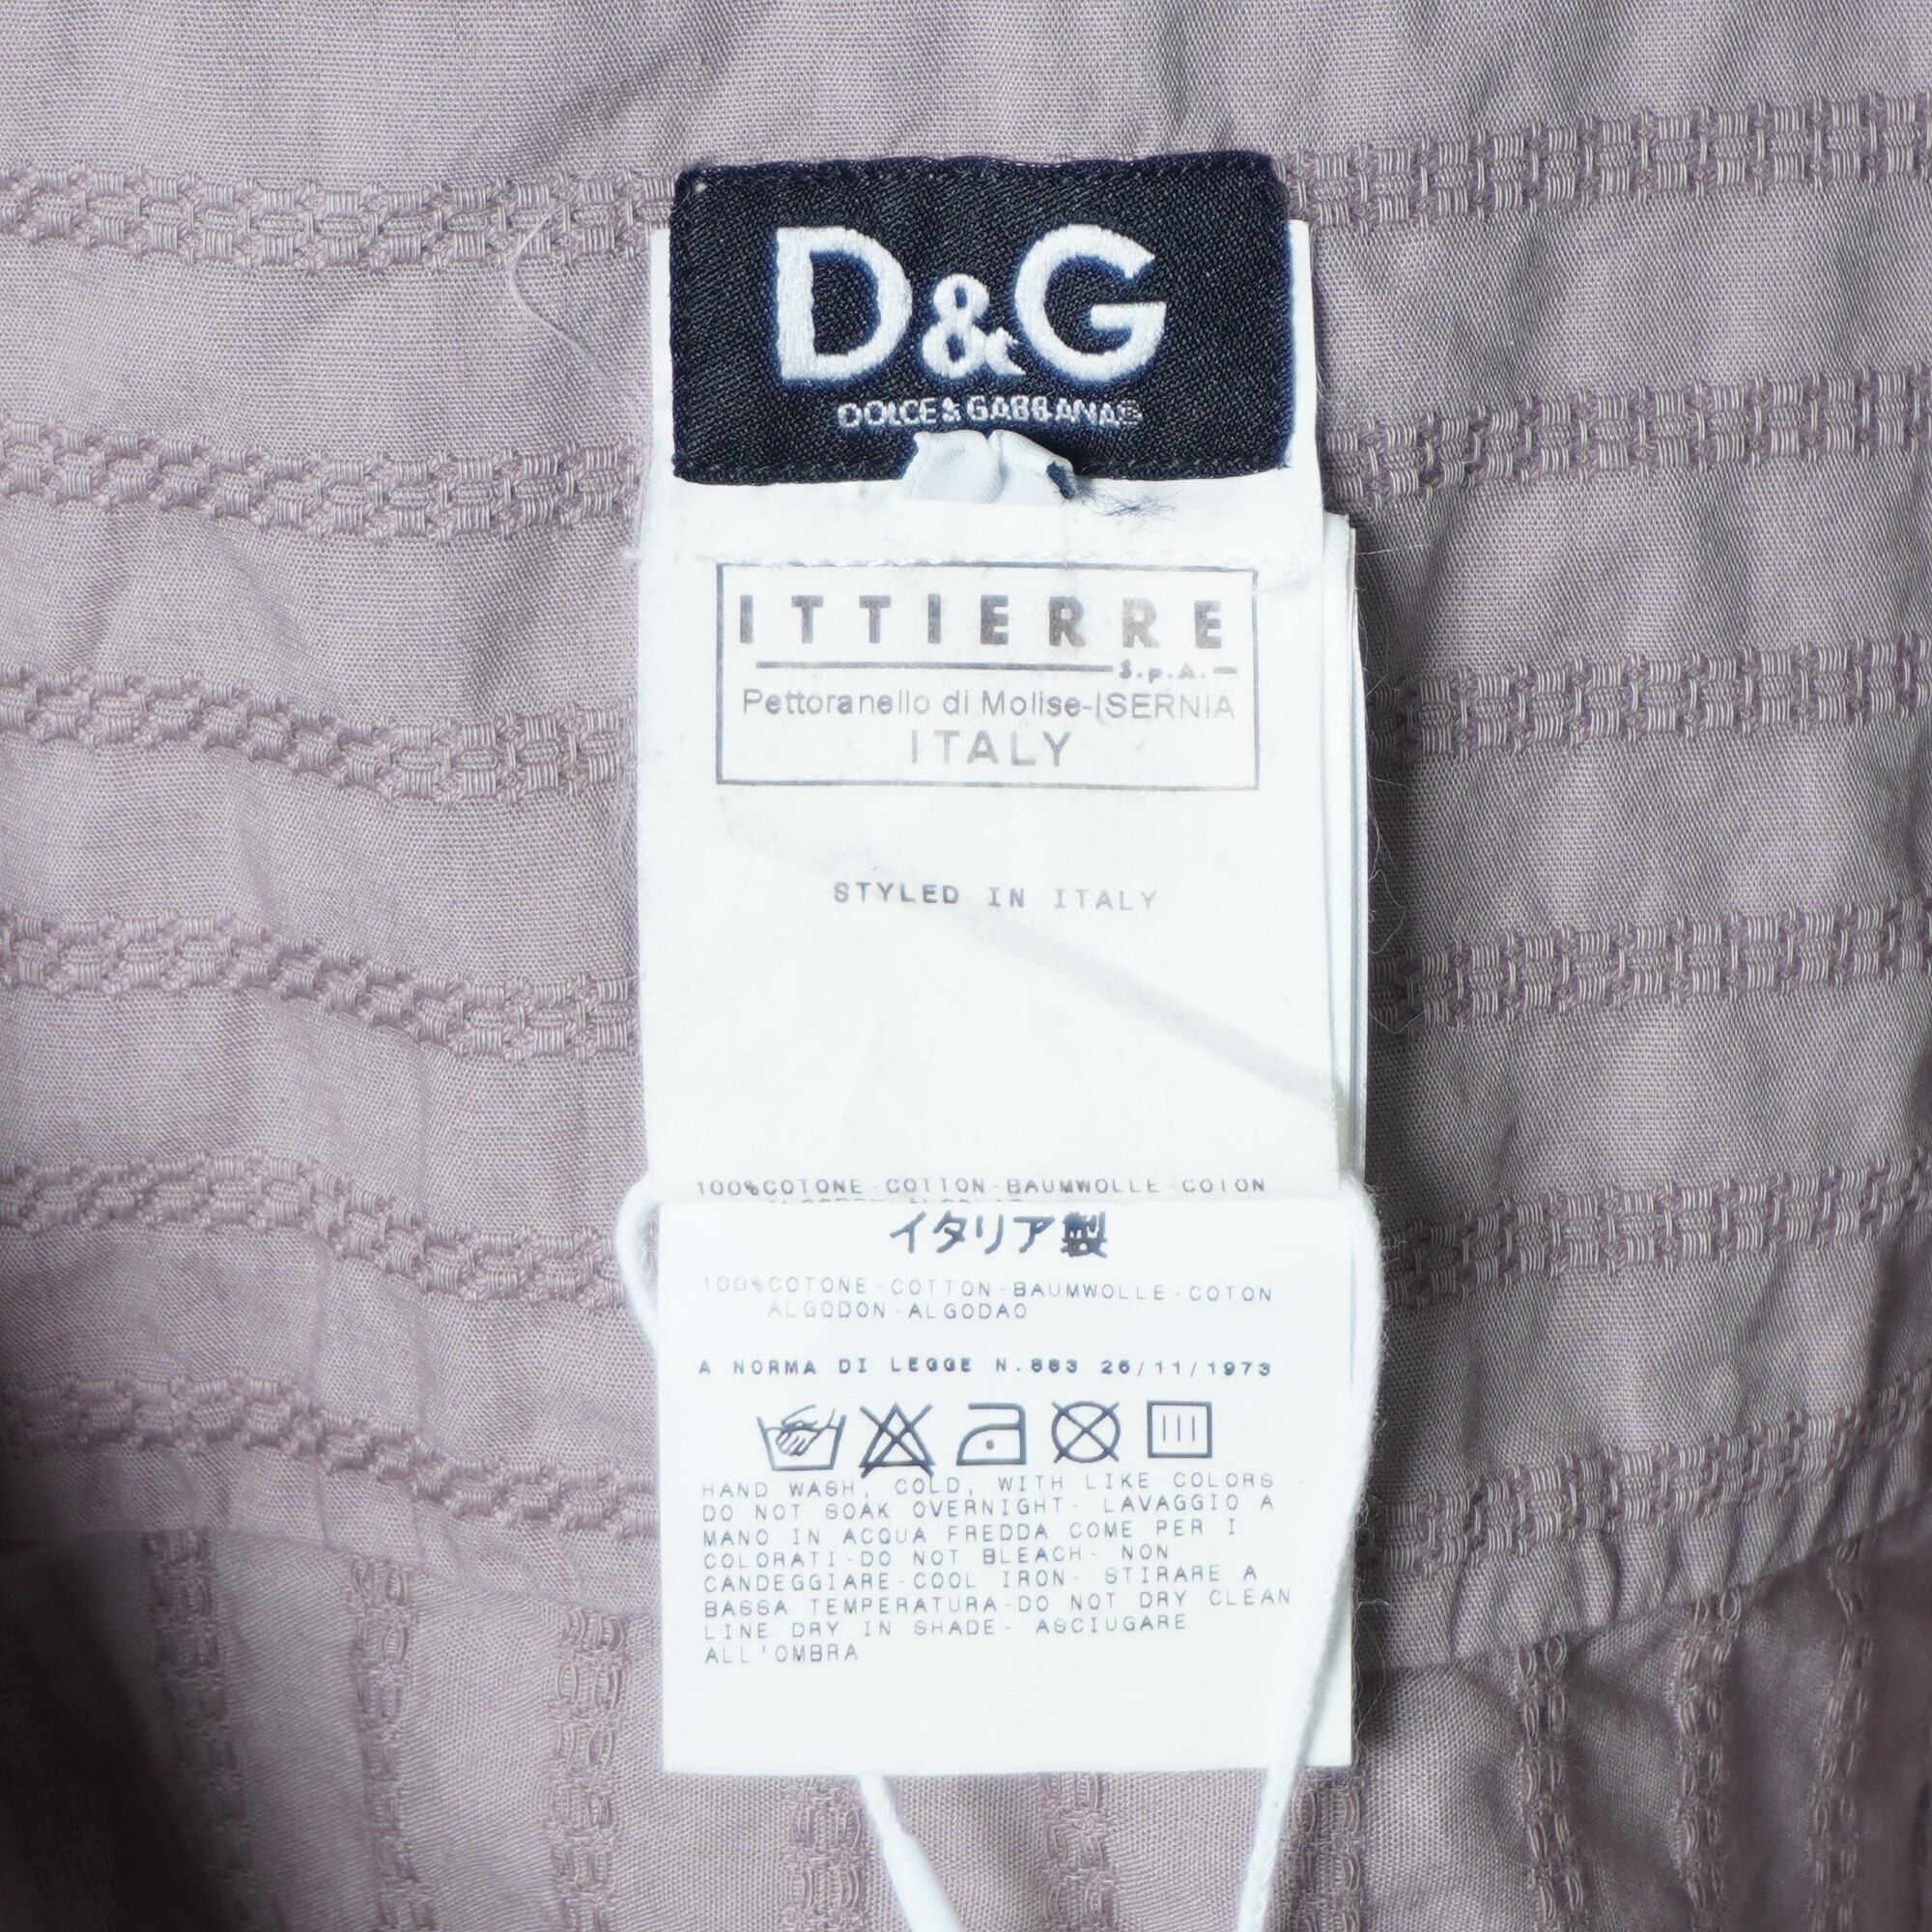 D&G
DOLCE & GABBANA
ITTIERRE
S.p.A.
Pettoranello di Molise-ISERNIA
ITALY
STYLED IN ITALY
100%COTONE-COTTON-BAUMWOLLE-COTON
イタリア製
100%COTONE-COTTON-BAUMWOLLE-COTON
ALGODON-ALGODAO
A NORMA DI LEGGE N.883 26/11/1973
HAND WASH, COLD, WITH LIKE COLORS -
DO NOT SOAK OVERNIGHT- LAVAGGIO A
MANO IN ACQUA FREDDA COME PER I
COLORATI-DO NOT BLEACH- NON
CANDEGGIARE-COOL IRON- STIRARE A
BASSA TEMPERATURA-DO NOT DRY CLEAN
LINE DRY IN SHADE- ASCIUGARE
ALL'OMBRA